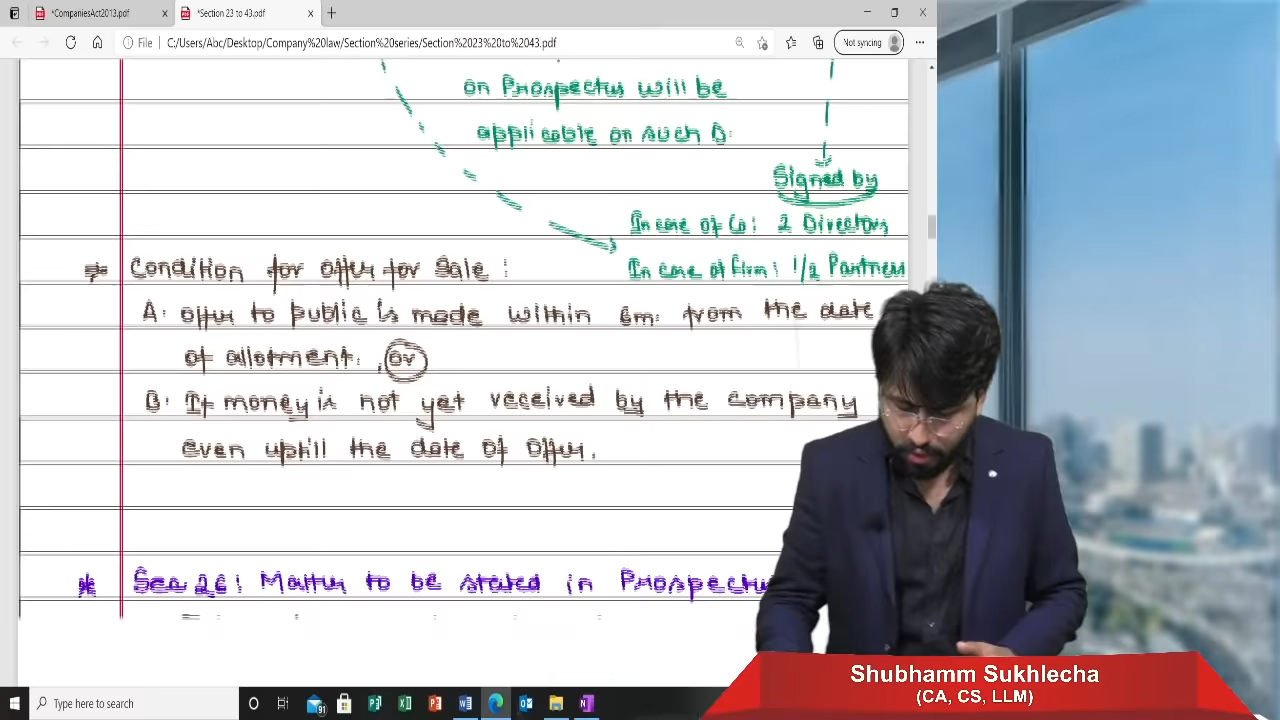 *CompaniesAct2013.pdf
*Section 23 to 43.pdf
File
C:/Users/Abc/Desktop/Company%20law/Section%20series/Section%2023%20to%2043.pdf
Not syncing
on Prospectus will be
applicable on such D:
Signed by
In case of Co: 2 Directors
In case of Firm: 1/2 Partners
Condition for offer for Sale :
A. offer to public is made within 6m. from the date
of allotment. , or
B. If money is not yet received by the company
even uptill the date of offer.
* Sec 26: Matter to be stated in Prospectu
Shubhamm Sukhlecha
(CA, CS, LLM)
Type here to search
91